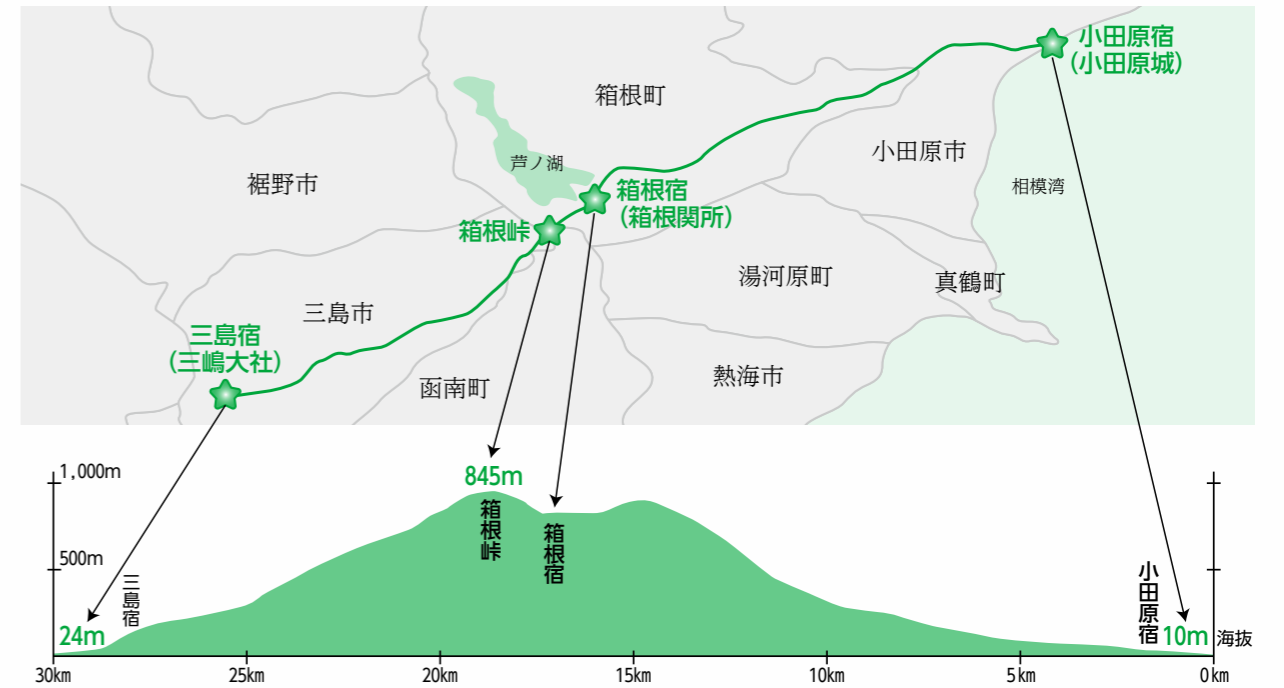 小田原宿
(小田原城)
箱根町
小田原市
芦ノ湖
裾野市
相模湾
箱根宿
(箱根関所)
箱根峠
湯河原町
真鶴町
三島市
三島宿
(三嶋大社)
熱海市
函南町
1,000m
845m
箱根峠
箱根宿
500m
三島宿
小田原宿
24m
10m
海抜
30km
25km
20km
15km
10km
5km
0km